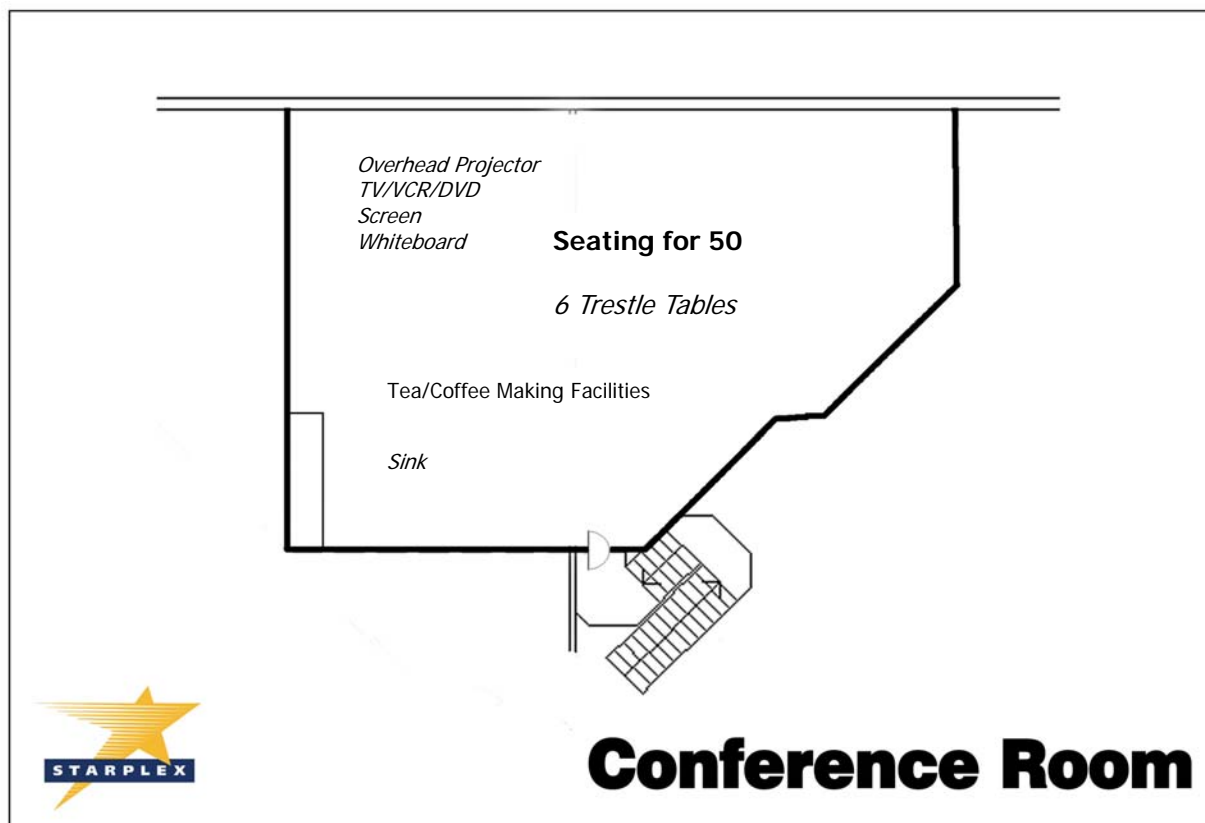 Overhead Projector
TV/VCR/DVD
Screen
Whiteboard
Seating for 50
6 Trestle Tables
Tea/Coffee Making Facilities
Sink
STARPLEX
Conference Room